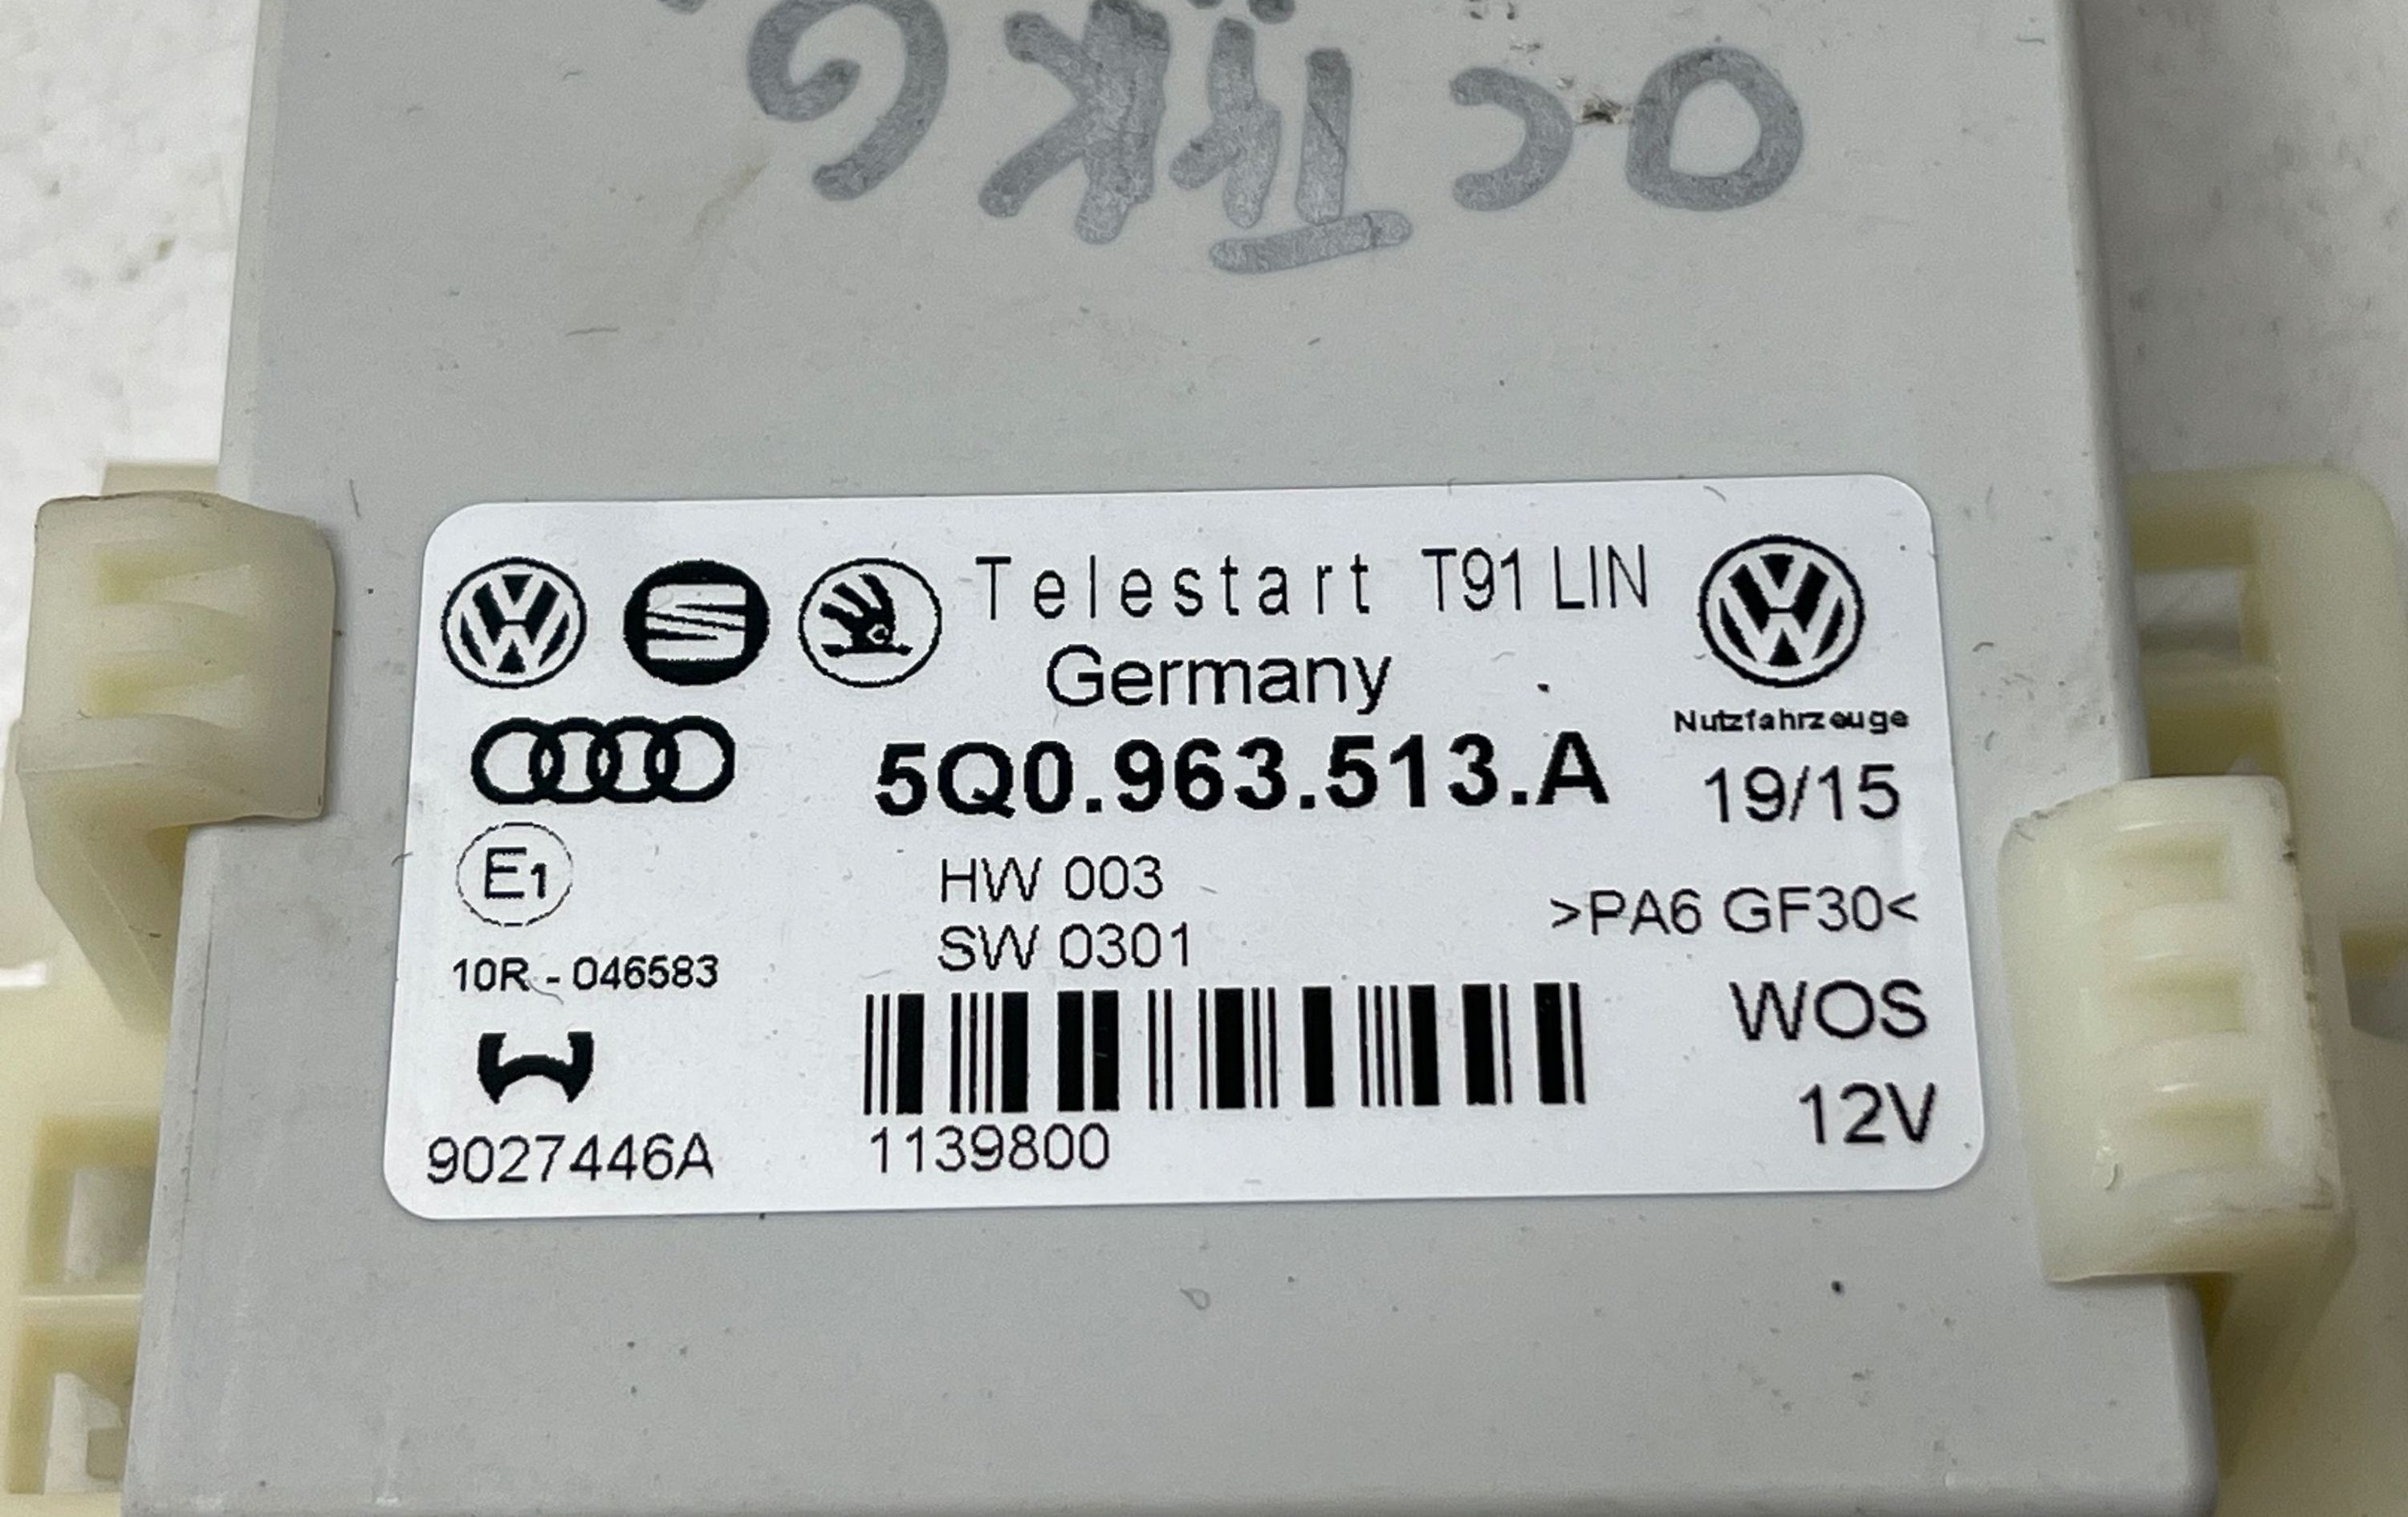 Telestart T91 LIN
Germany
Nutzfahrzeuge
5Q0.963.513.A
19/15
E1
HW 003
>PA6 GF30<
SW 0301
10R - 046583
WOS
12V
9027446A
1139800